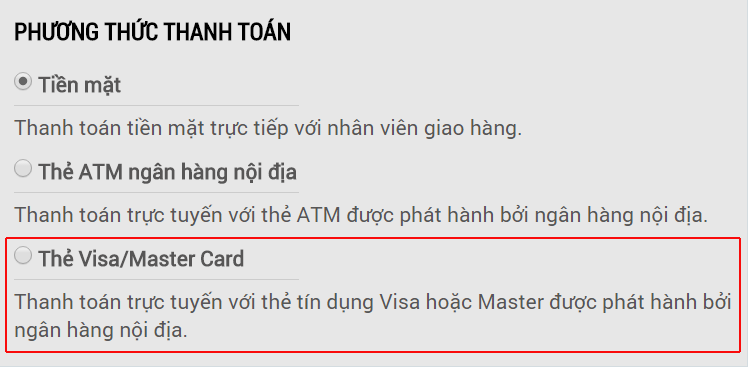 PHƯƠNG THỨC THANH TOÁN
Tiền mặt
Thanh toán tiền mặt trực tiếp với nhân viên giao hàng.
Thẻ ATM ngân hàng nội địa
Thanh toán trực tuyến với thẻ ATM được phát hành bởi ngân hàng nội địa.
Thẻ Visa/Master Card
Thanh toán trực tuyến với thẻ tín dụng Visa hoặc Master được phát hành bởi
ngân hàng nội địa.